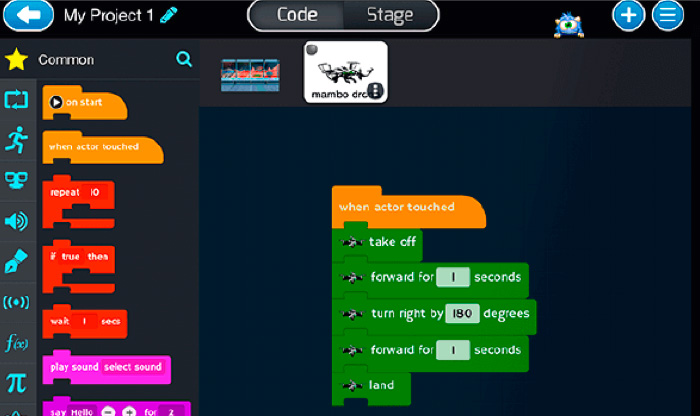 My Project 1
Code
Stage
Common
on start
when actor touched
repeat 10
if true then
wait 1 secs
play sound select sound
say Hello for 2
f(x)
π
mambo dro
when actor touched
take off
forward for 1 seconds
turn right by 180 degrees
forward for 1 seconds
land